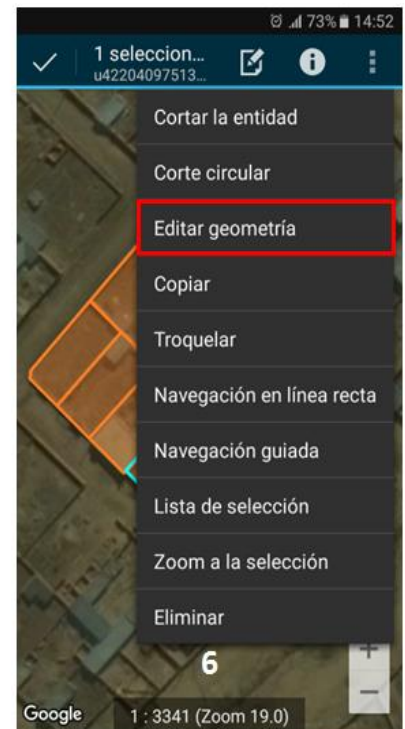 73% 14:52
1 seleccion...
u42204097513...
Cortar la entidad
Corte circular
Editar geometría
Copiar
Troquelar
Navegación en línea recta
Navegación guiada
Lista de selección
Zoom a la selección
Eliminar
6
+
−
Google 1 : 3341 (Zoom 19.0)